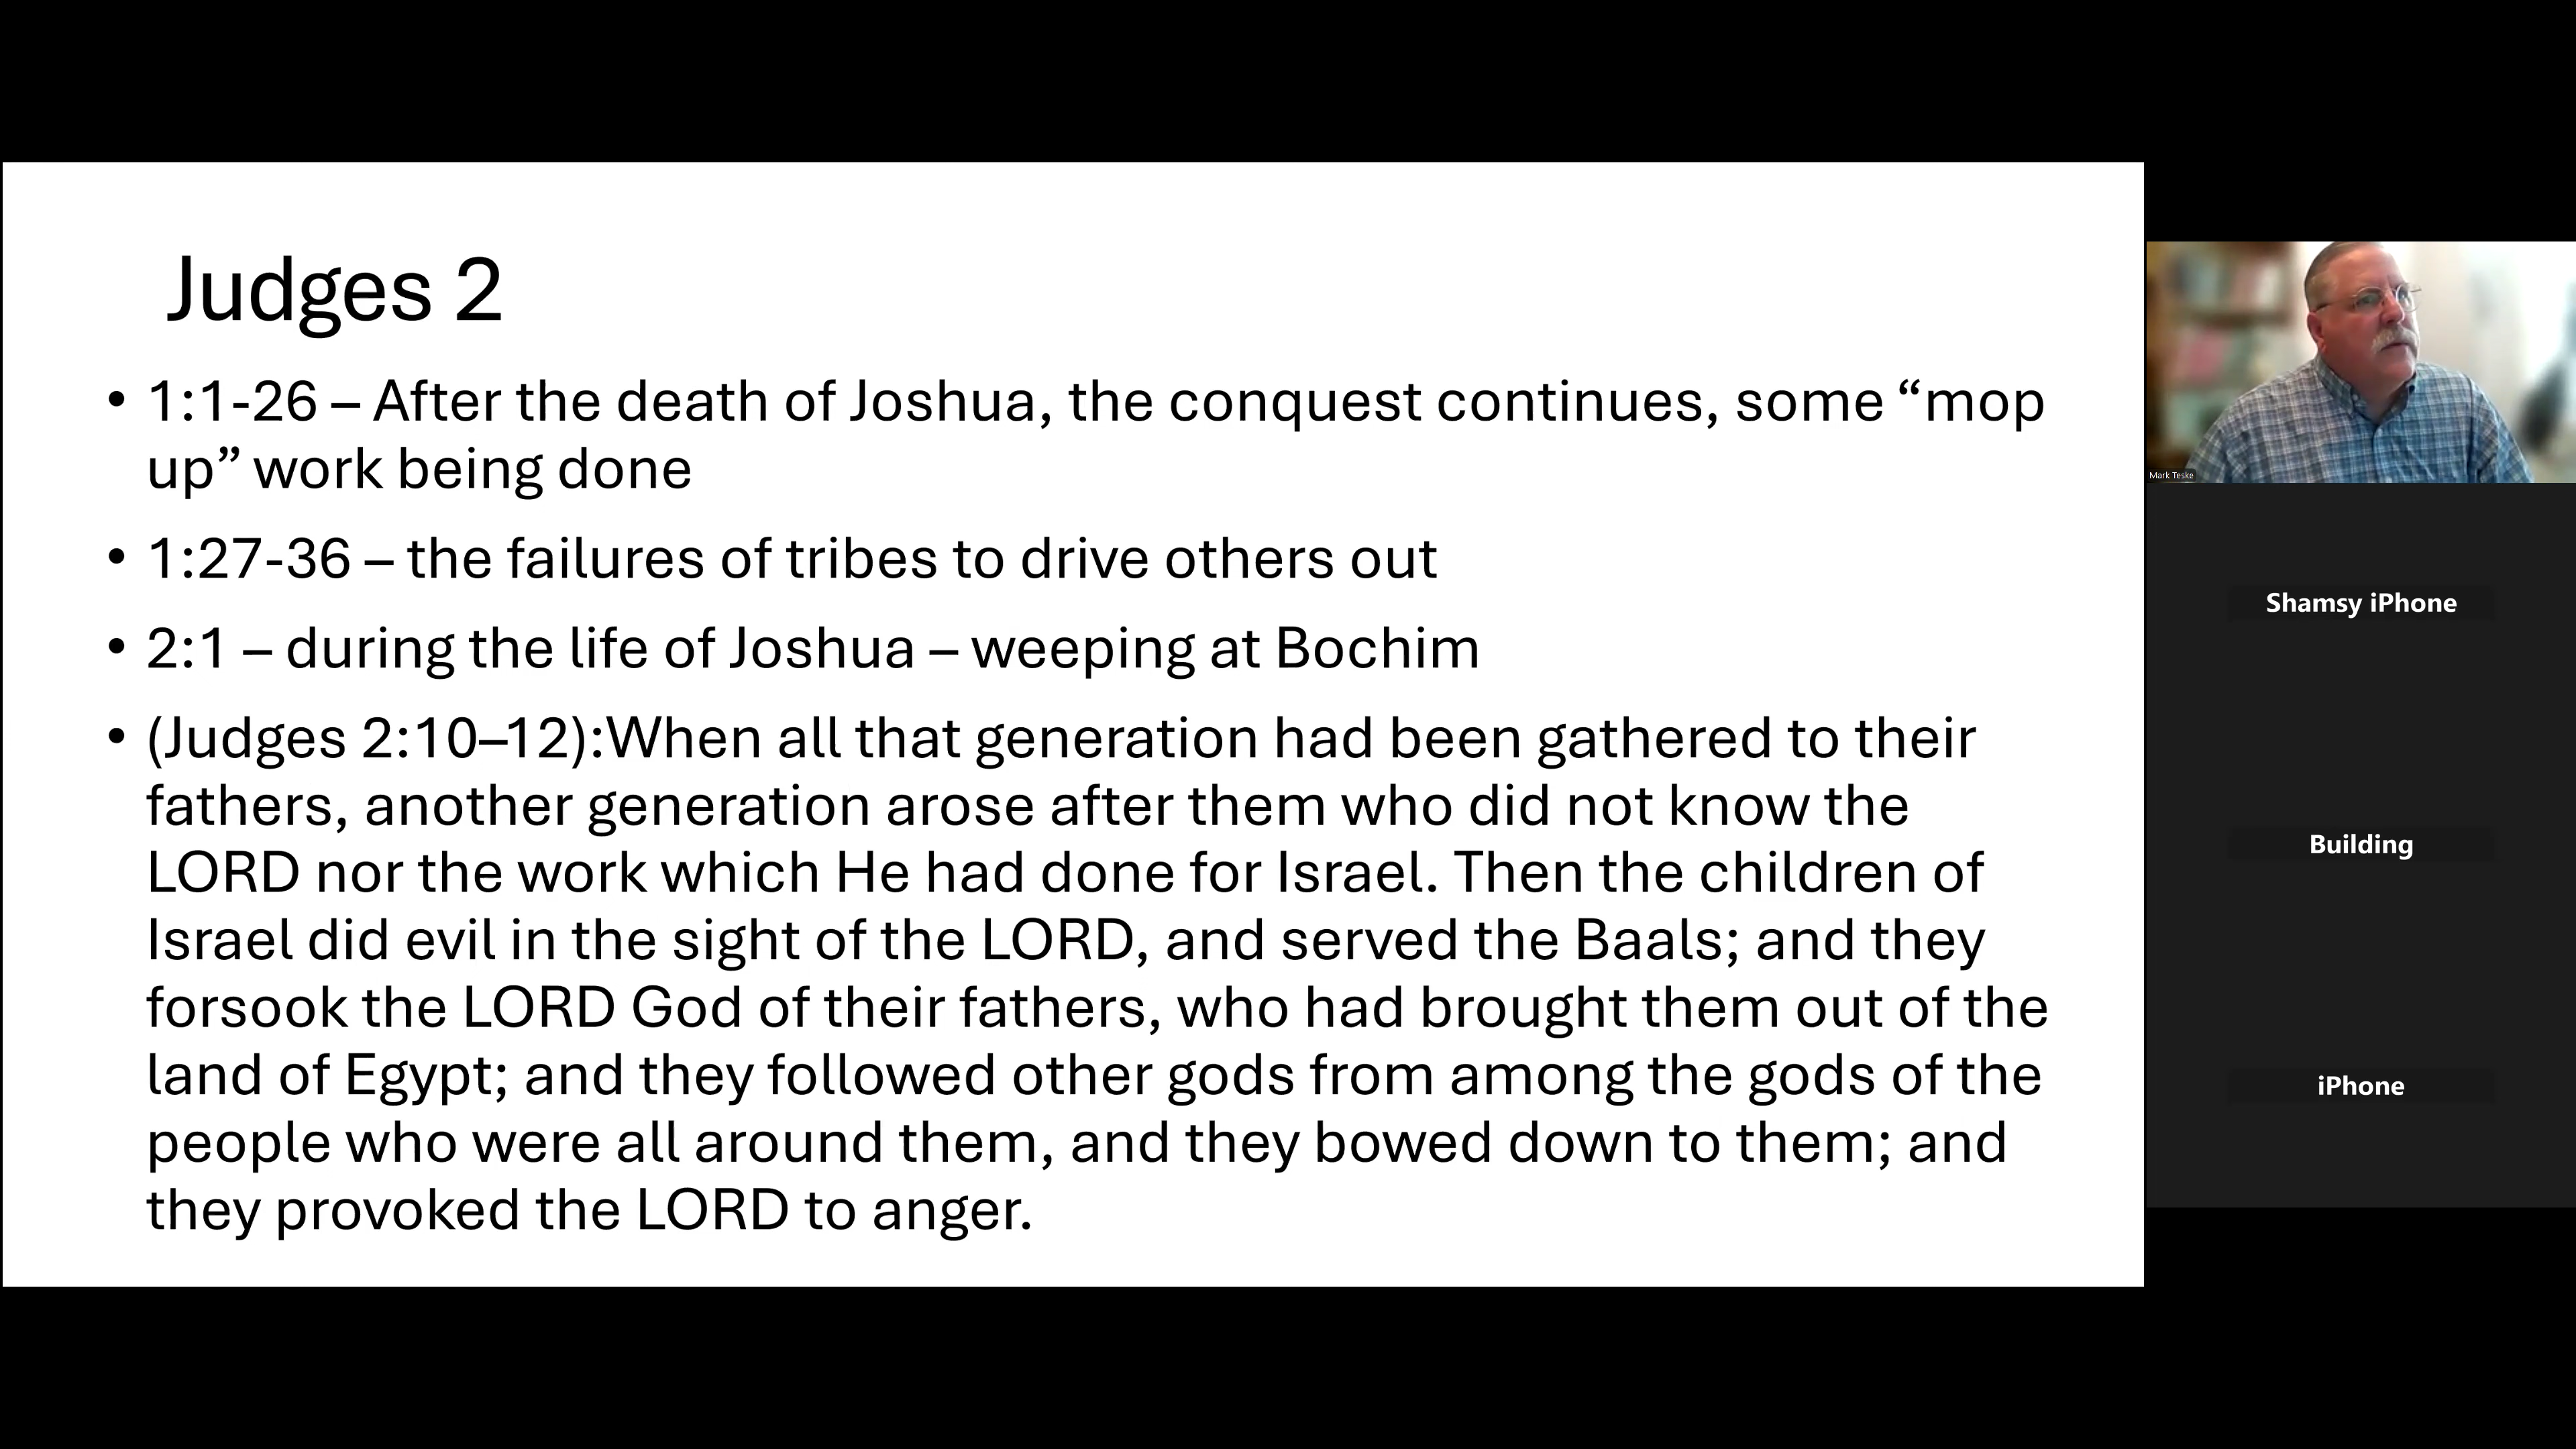 Judges 2
• 1:1-26 – After the death of Joshua, the conquest continues, some “mop
up” work being done
• 1:27-36 – the failures of tribes to drive others out
• 2:1 – during the life of Joshua – weeping at Bochim
• (Judges 2:10–12):When all that generation had been gathered to their
fathers, another generation arose after them who did not know the
LORD nor the work which He had done for Israel. Then the children of
Israel did evil in the sight of the LORD, and served the Baals; and they
forsook the LORD God of their fathers, who had brought them out of the
land of Egypt; and they followed other gods from among the gods of the
people who were all around them, and they bowed down to them; and
they provoked the LORD to anger.
Mark Teske
Shamsy iPhone
Building
iPhone